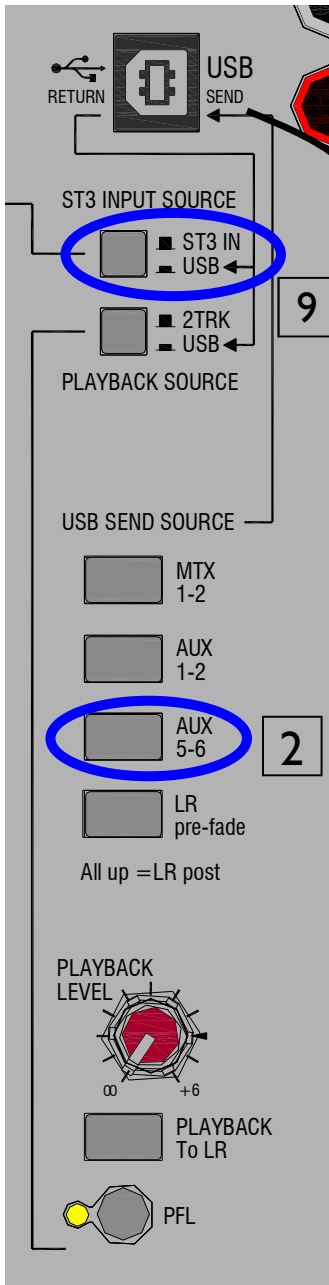 USB
RETURN SEND
ST3 INPUT SOURCE
ST3 IN
USB
9
2TRK
USB
PLAYBACK SOURCE
USB SEND SOURCE
MTX
1-2
AUX
1-2
AUX
5-6
2
LR
pre-fade
All up =LR post
PLAYBACK
LEVEL
∞ +6
PLAYBACK
To LR
PFL